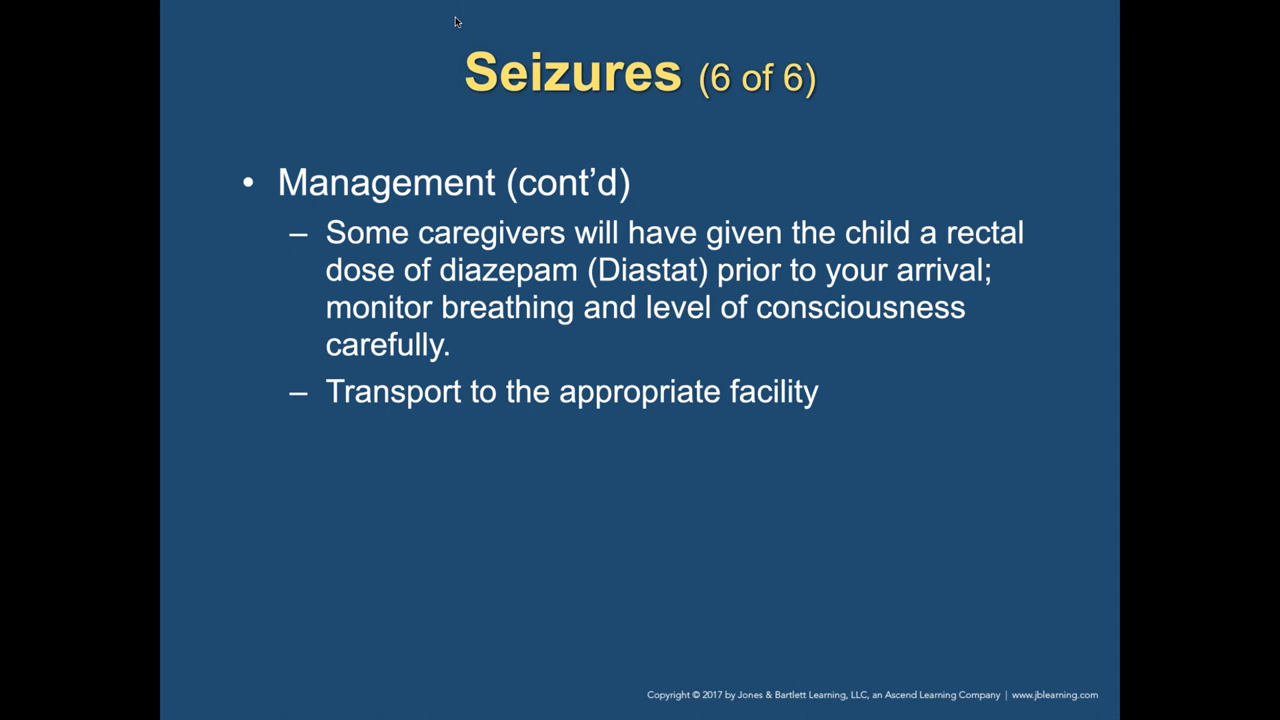 Seizures (6 of 6)
• Management (cont’d)
– Some caregivers will have given the child a rectal
dose of diazepam (Diastat) prior to your arrival;
monitor breathing and level of consciousness
carefully.
– Transport to the appropriate facility
Copyright © 2017 by Jones & Bartlett Learning, LLC, an Ascend Learning Company | www.jblearning.com